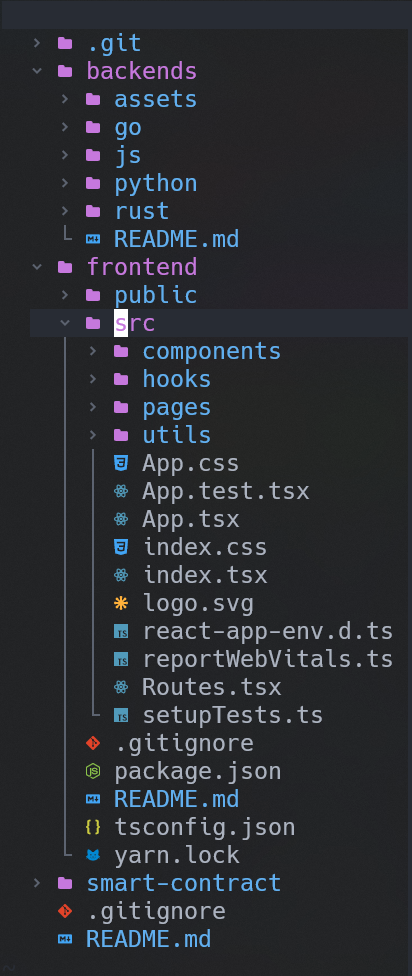 .git
backends
assets
go
js
python
rust
README.md
frontend
public
src
components
hooks
pages
utils
App.css
App.test.tsx
App.tsx
index.css
index.tsx
logo.svg
react-app-env.d.ts
reportWebVitals.ts
Routes.tsx
setupTests.ts
.gitignore
package.json
README.md
tsconfig.json
yarn.lock
smart-contract
.gitignore
README.md